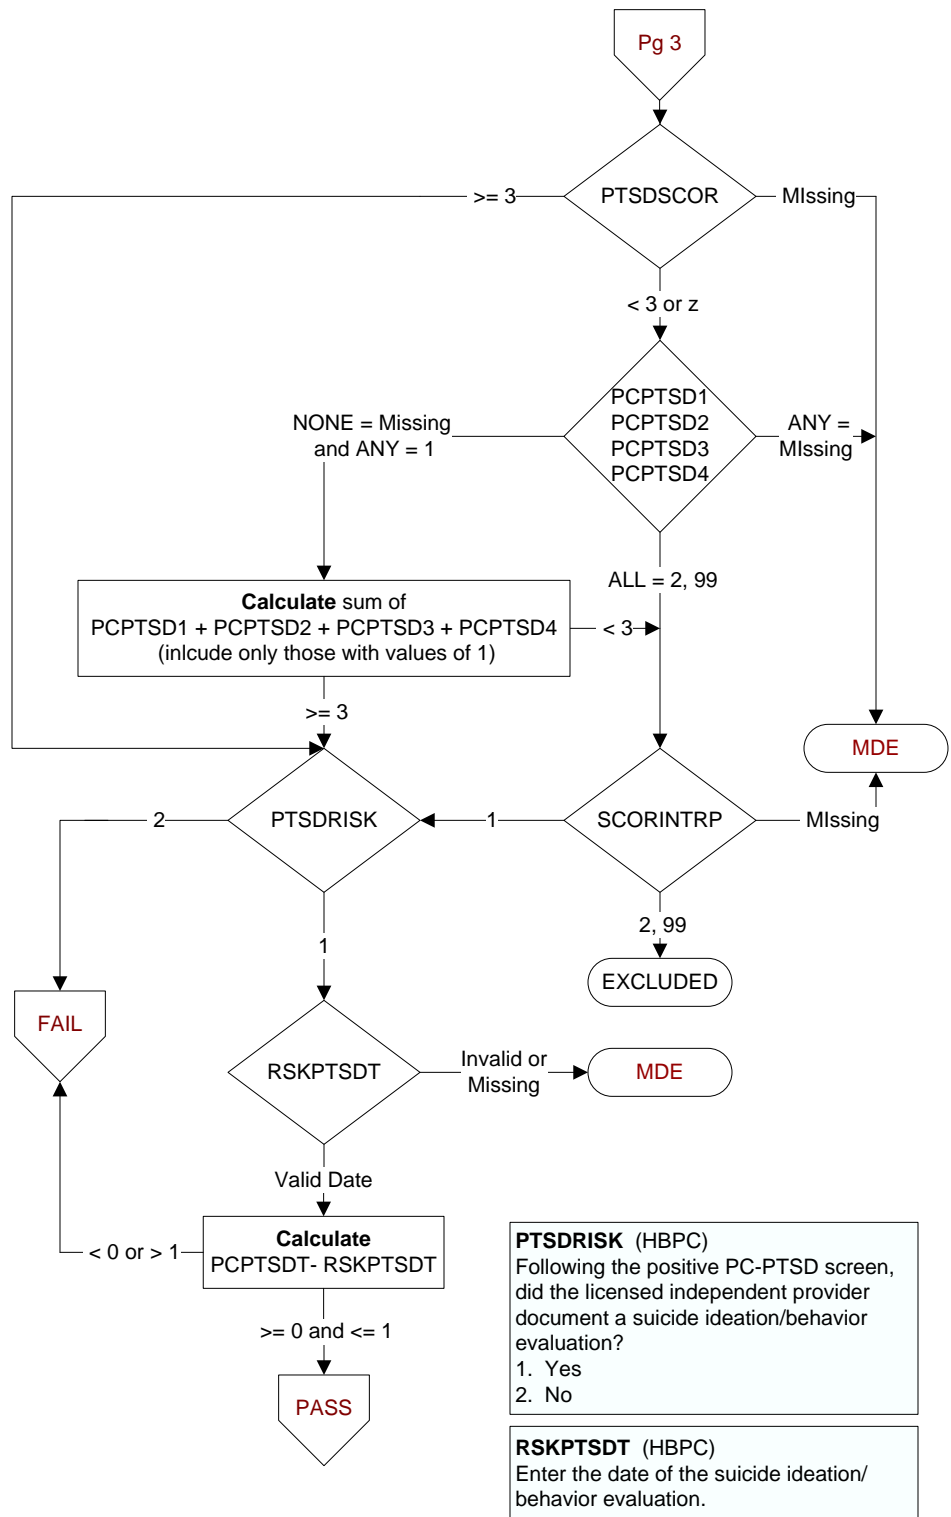 Pg 3
PTSDSCOR
>= 3
MIssing
< 3 or z
PCPTSD1
PCPTSD2
PCPTSD3
PCPTSD4
NONE = Missing
and ANY = 1
ANY =
MIssing
ALL = 2, 99
Calculate sum of
PCPTSD1 + PCPTSD2 + PCPTSD3 + PCPTSD4
(inlcude only those with values of 1)
< 3
>= 3
MDE
PTSDRISK
2
1
SCORINTRP
MIssing
1
2, 99
EXCLUDED
FAIL
RSKPTSDT
Invalid or
Missing
MDE
Valid Date
Calculate
PCPTSDT- RSKPTSDT
< 0 or > 1
>= 0 and <= 1
PASS
PTSDRISK (HBPC)
Following the positive PC-PTSD screen,
did the licensed independent provider
document a suicide ideation/behavior
evaluation?
1. Yes
2. No
RSKPTSDT (HBPC)
Enter the date of the suicide ideation/
behavior evaluation.